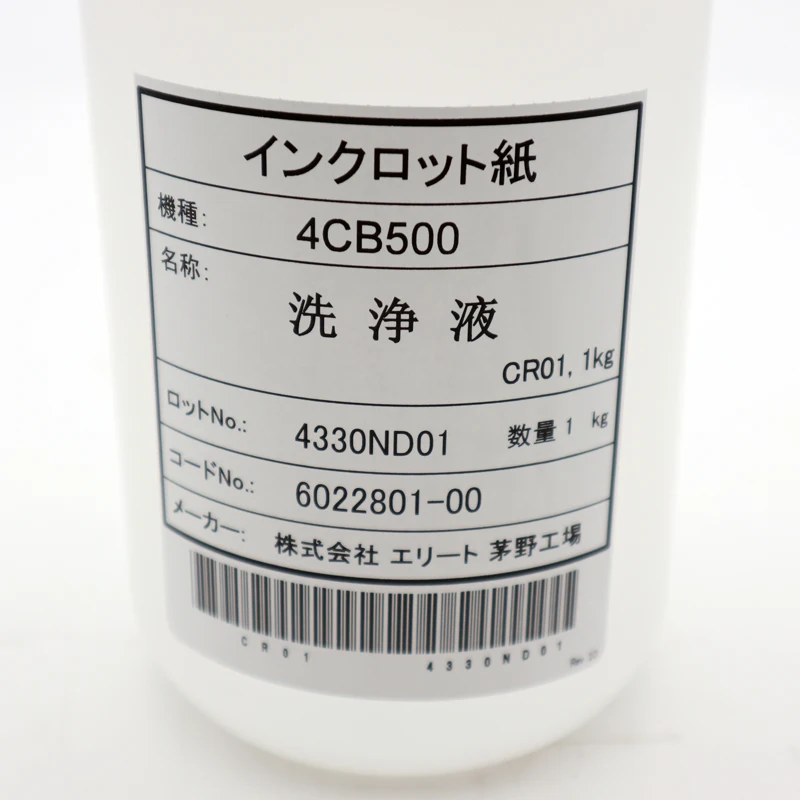 インクロット紙
機種: 4CB500
名称:
洗浄液
CR01, 1kg
ロットNo.: 4330ND01 数量 1 kg
コードNo.: 6022801-00
メーカー: 株式会社 エリート 茅野工場
CR01 4330ND01
Rev.